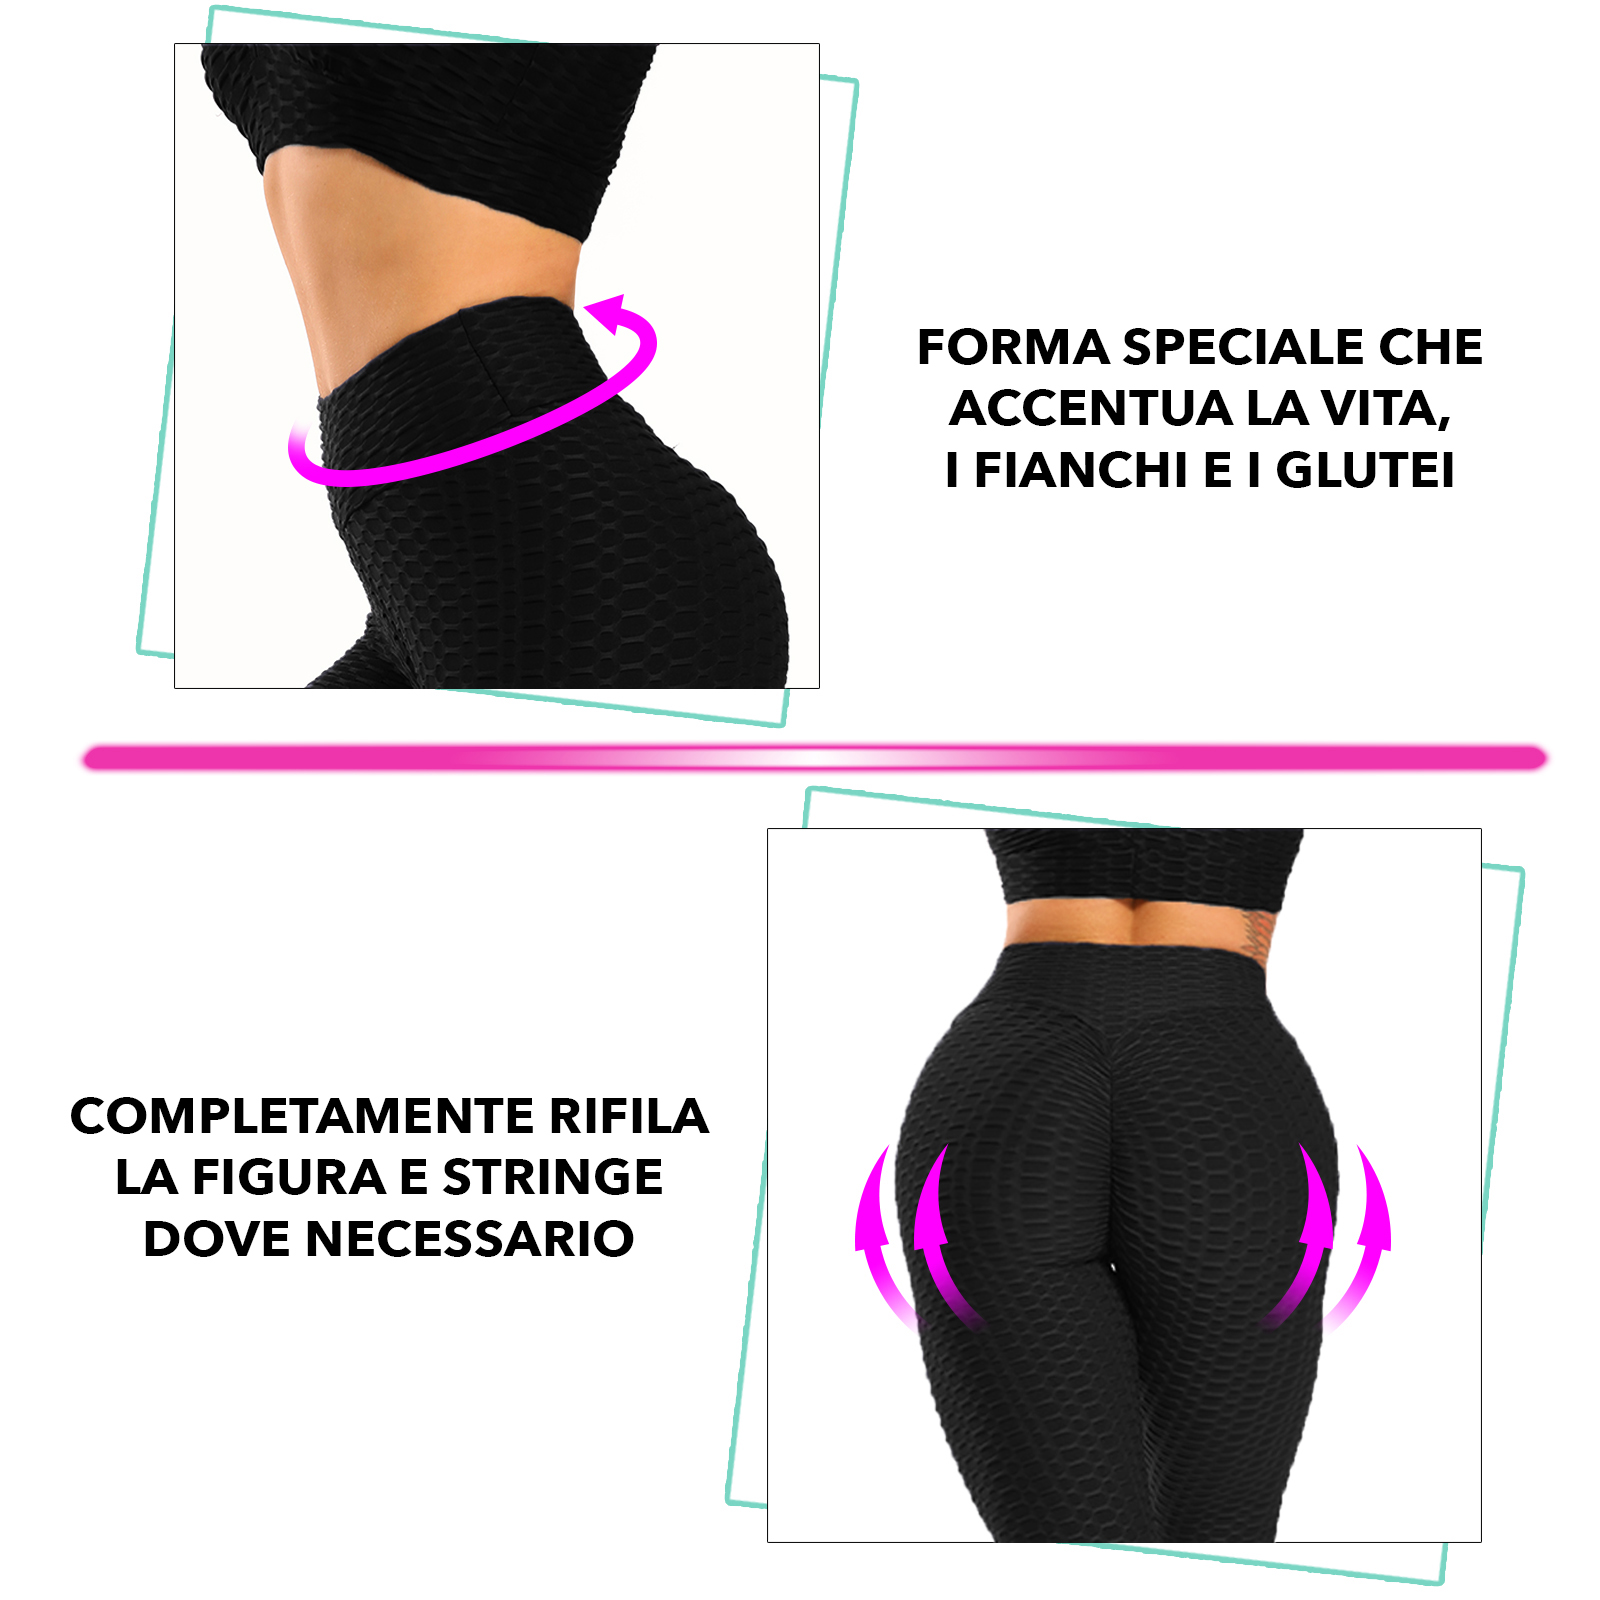 FORMA SPECIALE CHE
ACCENTUA LA VITA,
I FIANCHI E I GLUTEI
COMPLETAMENTE RIFILA
LA FIGURA E STRINGE
DOVE NECESSARIO